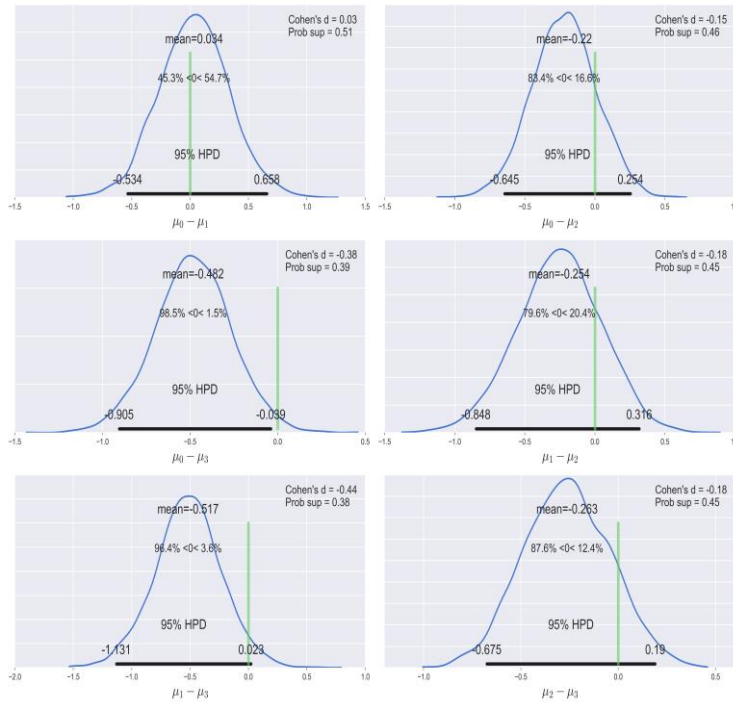 Cohen's d = 0.03
Prob sup = 0.51
mean=0.034
45.3% <0< 54.7%
95% HPD
-0.534 0.658
−1.5 −1.0 −0.5 0.0 0.5 1.0 1.5
μ0 − μ1
Cohen's d = -0.15
Prob sup = 0.46
mean=-0.22
83.4% <0< 16.6%
95% HPD
-0.645 0.254
−1.5 −1.0 −0.5 0.0 0.5 1.0
μ0 − μ2
Cohen's d = -0.38
Prob sup = 0.39
mean=-0.482
98.5% <0< 1.5%
95% HPD
-0.905 -0.039
−1.5 −1.0 −0.5 0.0 0.5
μ0 − μ3
Cohen's d = -0.18
Prob sup = 0.45
mean=-0.254
79.6% <0< 20.4%
95% HPD
-0.848 0.316
−1.5 −1.0 −0.5 0.0 0.5 1.0
μ1 − μ2
Cohen's d = -0.44
Prob sup = 0.38
mean=-0.517
96.4% <0< 3.6%
95% HPD
-1.131 0.023
−2.0 −1.5 −1.0 −0.5 0.0 0.5 1.0
μ1 − μ3
Cohen's d = -0.18
Prob sup = 0.45
mean=-0.263
87.6% <0< 12.4%
95% HPD
-0.675 0.19
−1.0 −0.5 0.0 0.5
μ2 − μ3